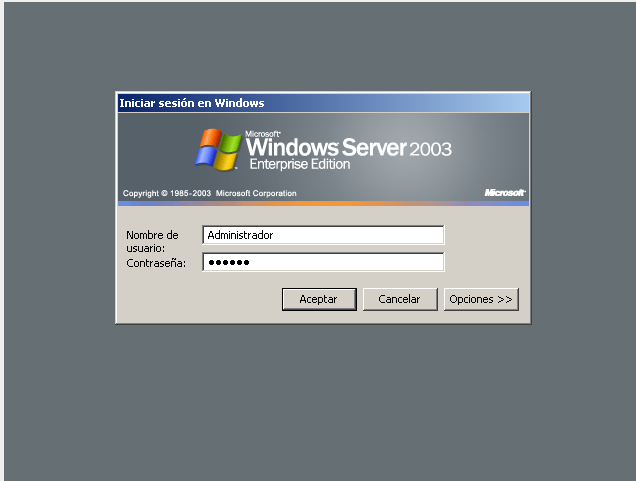 Iniciar sesión en Windows
Microsoft
Windows Server 2003
Enterprise Edition
Copyright © 1985-2003 Microsoft Corporation
Microsoft
Nombre de usuario:
Administrador
Contraseña:
●●●●●●
Aceptar
Cancelar
Opciones >>